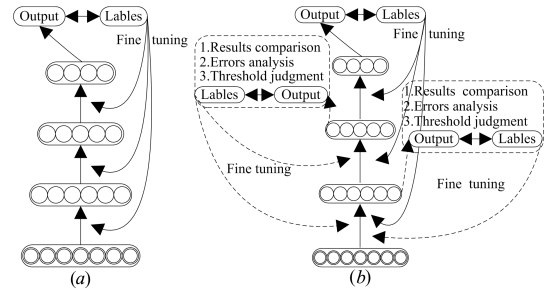 Output Lables
Fine tuning
(a)
Output Lables
Fine tuning
1.Results comparison
2.Errors analysis
3.Threshold judgment
Lables Output
1.Results comparison
2.Errors analysis
3.Threshold judgment
Output Lables
Fine tuning
Fine tuning
(b)